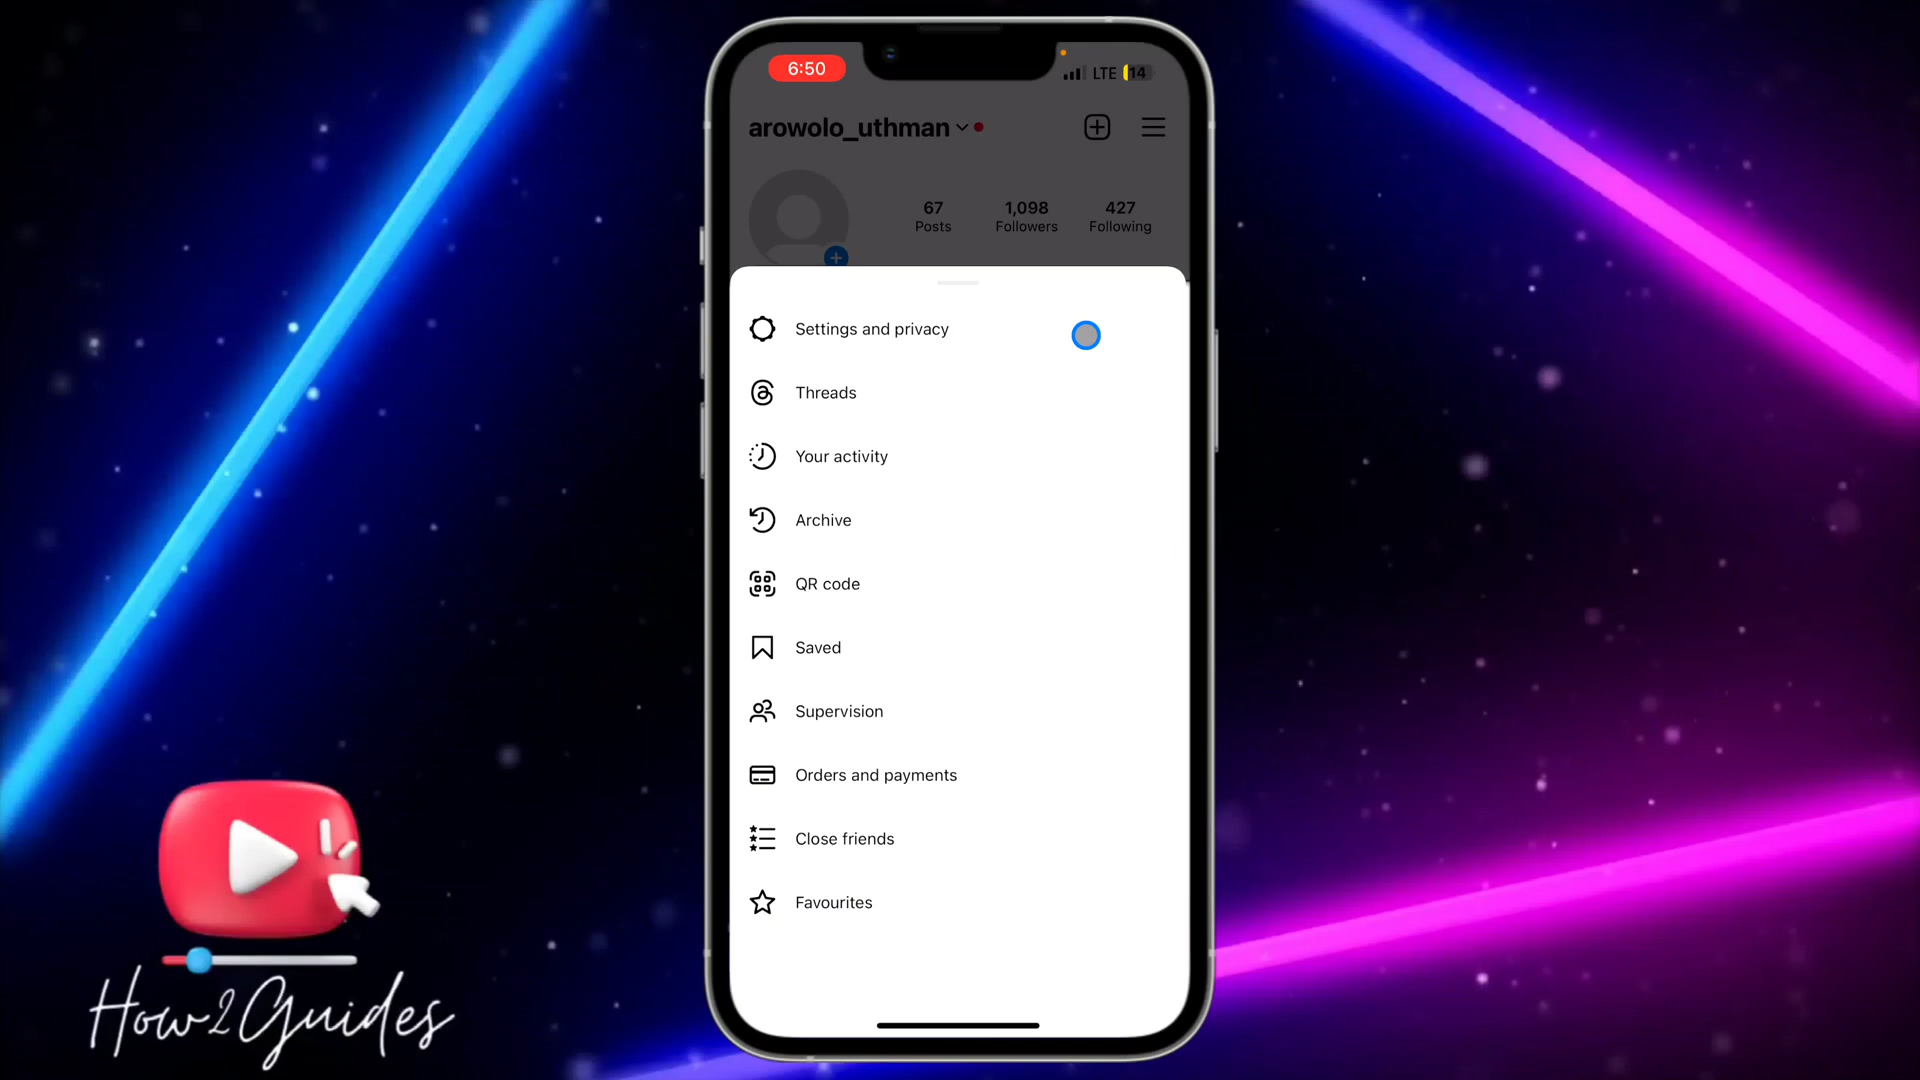 6:50
LTE 14
arowolo_uthman
67
Posts
1,098
Followers
427
Following
Settings and privacy
Threads
Your activity
Archive
QR code
Saved
Supervision
Orders and payments
Close friends
Favourites
How2Guides